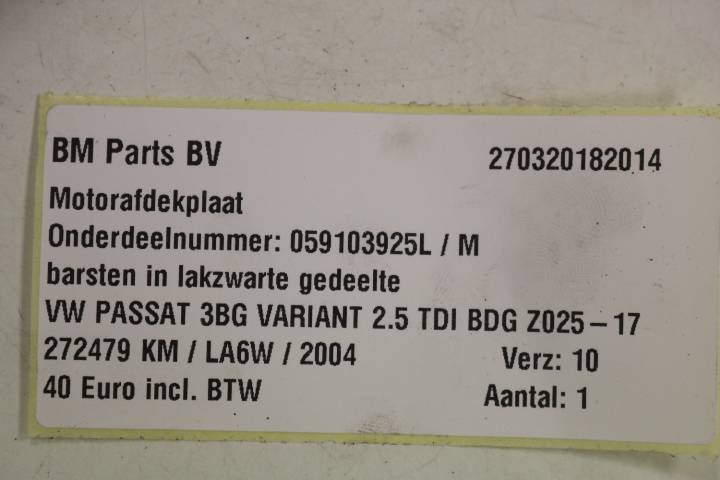 BM Parts BV 270320182014
Motorafdekplaat
Onderdeelnummer: 059103925L / M
barsten in lakzwarte gedeelte
VW PASSAT 3BG VARIANT 2.5 TDI BDG Z025-17
272479 KM / LA6W / 2004 Verz: 10
40 Euro incl. BTW Aantal: 1